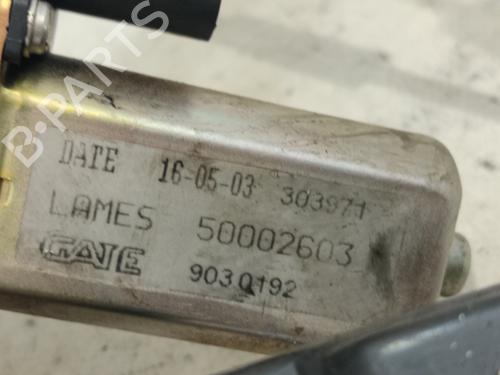 B-PARTS
DATE 16-05-03 303971
LAMES 50002603
GATE
9030192